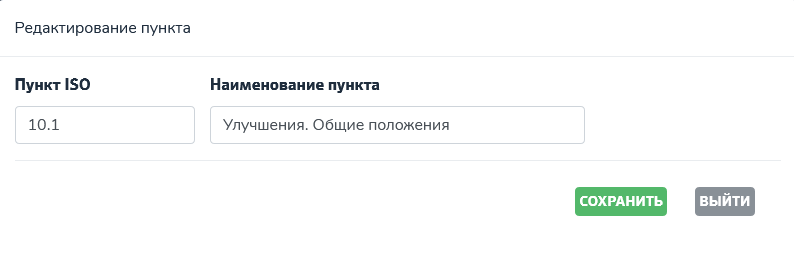 Редактирование пункта
Пункт ISO Наименование пункта
10.1 Улучшения. Общие положения
СОХРАНИТЬ ВЫЙТИ